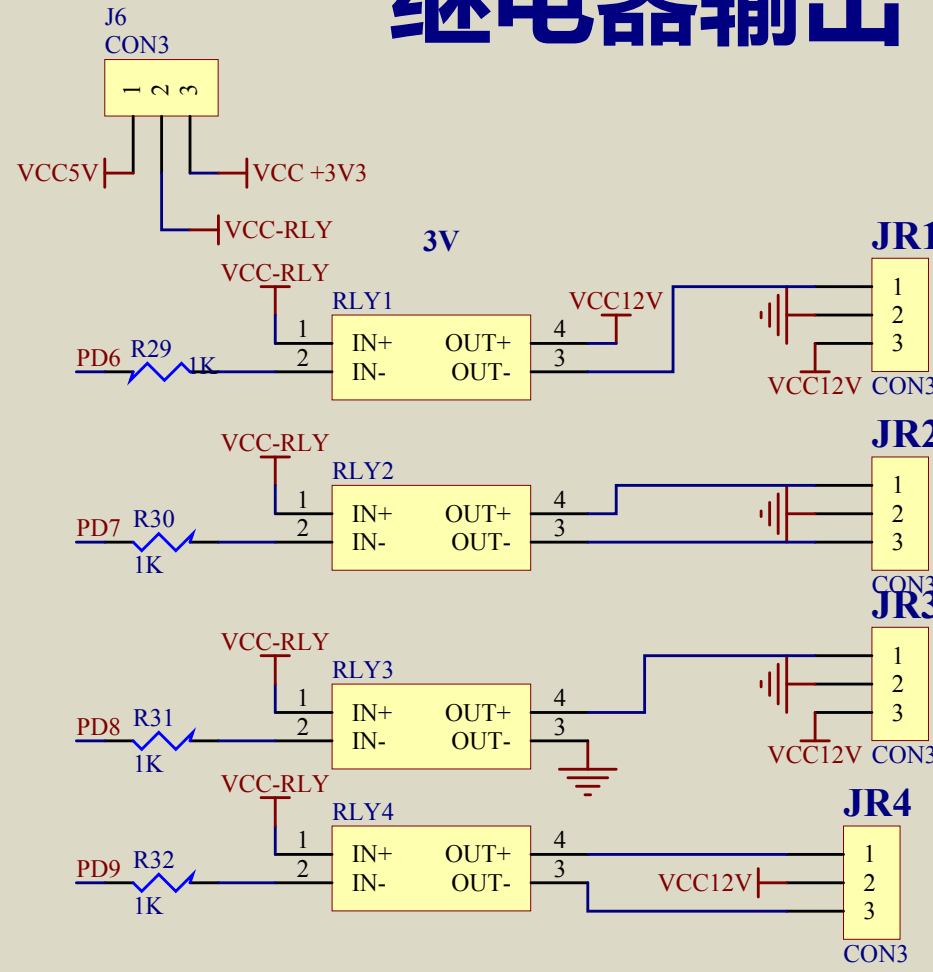 继电器输出
J6
CON3
1 2 3
VCC5V
VCC +3V3
VCC-RLY
3V
JR1
VCC-RLY
RLY1
VCC12V
1 IN+ OUT+ 4
2 IN- OUT- 3
PD6 R29 1K
1
2
3
VCC12V CON3
JR2
VCC-RLY
RLY2
1 IN+ OUT+ 4
2 IN- OUT- 3
PD7 R30
1K
1
2
3
CON3
JR3
VCC-RLY
RLY3
1 IN+ OUT+ 4
2 IN- OUT- 3
PD8 R31
1K
1
2
3
VCC12V CON3
JR4
VCC-RLY
RLY4
1 IN+ OUT+ 4
2 IN- OUT- 3
PD9 R32
1K
VCC12V
1
2
3
CON3